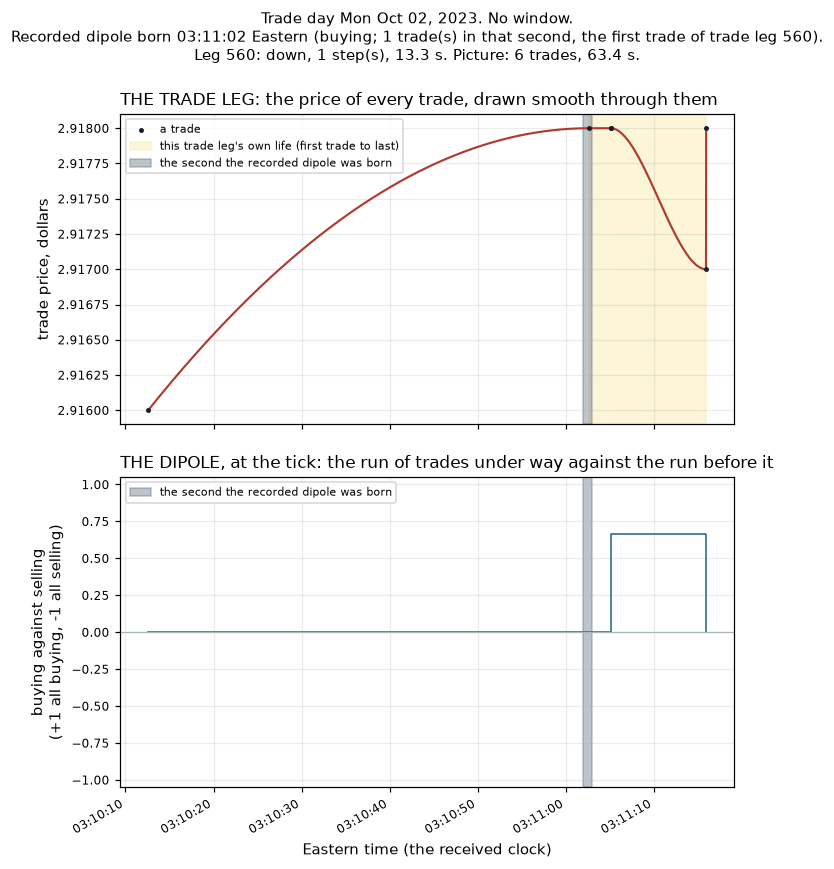 Trade day Mon Oct 02, 2023. No window.
Recorded dipole born 03:11:02 Eastern (buying; 1 trade(s) in that second, the first trade of trade leg 560).
Leg 560: down, 1 step(s), 13.3 s. Picture: 6 trades, 63.4 s.
THE TRADE LEG: the price of every trade, drawn smooth through them
a trade
this trade leg's own life (first trade to last)
the second the recorded dipole was born
2.91800
2.91775
2.91750
2.91725
2.91700
2.91675
2.91650
2.91625
2.91600
trade price, dollars
THE DIPOLE, at the tick: the run of trades under way against the run before it
the second the recorded dipole was born
1.00
0.75
0.50
0.25
0.00
−0.25
−0.50
−0.75
−1.00
buying against selling
(+1 all buying, -1 all selling)
03:10:10
03:10:20
03:10:30
03:10:40
03:10:50
03:11:00
03:11:10
Eastern time (the received clock)